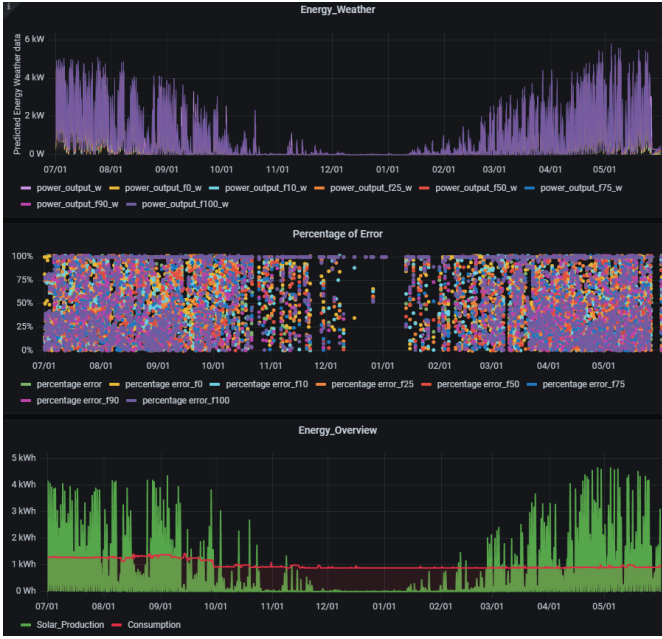 i
Energy_Weather
Predicted Energy Weather data
6 kW
4 kW
2 kW
0 W
07/01 08/01 09/01 10/01 11/01 12/01 01/01 02/01 03/01 04/01 05/01
power_output_w power_output_f0_w power_output_f10_w power_output_f25_w power_output_f50_w power_output_f75_w
power_output_f90_w power_output_f100_w
Percentage of Error
100%
75%
50%
25%
0%
07/01 08/01 09/01 10/01 11/01 12/01 01/01 02/01 03/01 04/01 05/01
percentage error percentage error_f0 percentage error_f10 percentage error_f25 percentage error_f50 percentage error_f75
percentage error_f90 percentage error_f100
Energy_Overview
5 kWh
4 kWh
3 kWh
2 kWh
1 kWh
0 Wh
07/01 08/01 09/01 10/01 11/01 12/01 01/01 02/01 03/01 04/01 05/01
Solar_Production Consumption